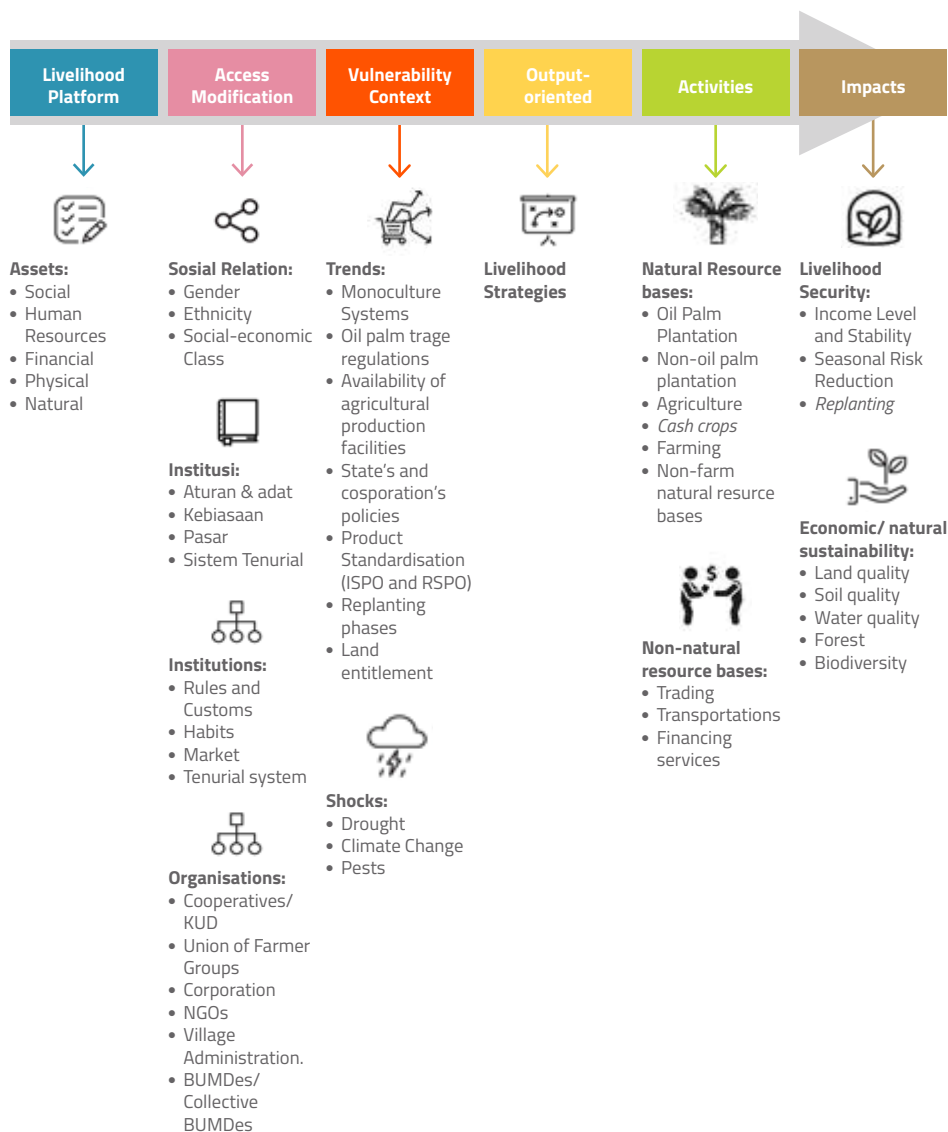 Livelihood
Platform
Access
Modification
Vulnerability
Context
Output-
oriented
Activities
Impacts
Assets:
• Social
• Human
Resources
• Financial
• Physical
• Natural
Sosial Relation:
• Gender
• Ethnicity
• Social-economic
Class
Institusi:
• Aturan & adat
• Kebiasaan
• Pasar
• Sistem Tenurial
Institutions:
• Rules and
Customs
• Habits
• Market
• Tenurial system
Organisations:
• Cooperatives/
KUD
• Union of Farmer
Groups
• Corporation
• NGOs
• Village
Administration.
• BUMDes/
Collective
BUMDes
Trends:
• Monoculture
Systems
• Oil palm trage
regulations
• Availability of
agricultural
production
facilities
• State’s and
cosporation’s
policies
• Product
Standardisation
(ISPO and RSPO)
• Replanting
phases
• Land
entitlement
Shocks:
• Drought
• Climate Change
• Pests
Livelihood
Strategies
Natural Resource
bases:
• Oil Palm
Plantation
• Non-oil palm
plantation
• Agriculture
• Cash crops
• Farming
• Non-farm
natural resurce
bases
$
Non-natural
resource bases:
• Trading
• Transportations
• Financing
services
Livelihood
Security:
• Income Level
and Stability
• Seasonal Risk
Reduction
• Replanting
Economic/ natural
sustainability:
• Land quality
• Soil quality
• Water quality
• Forest
• Biodiversity